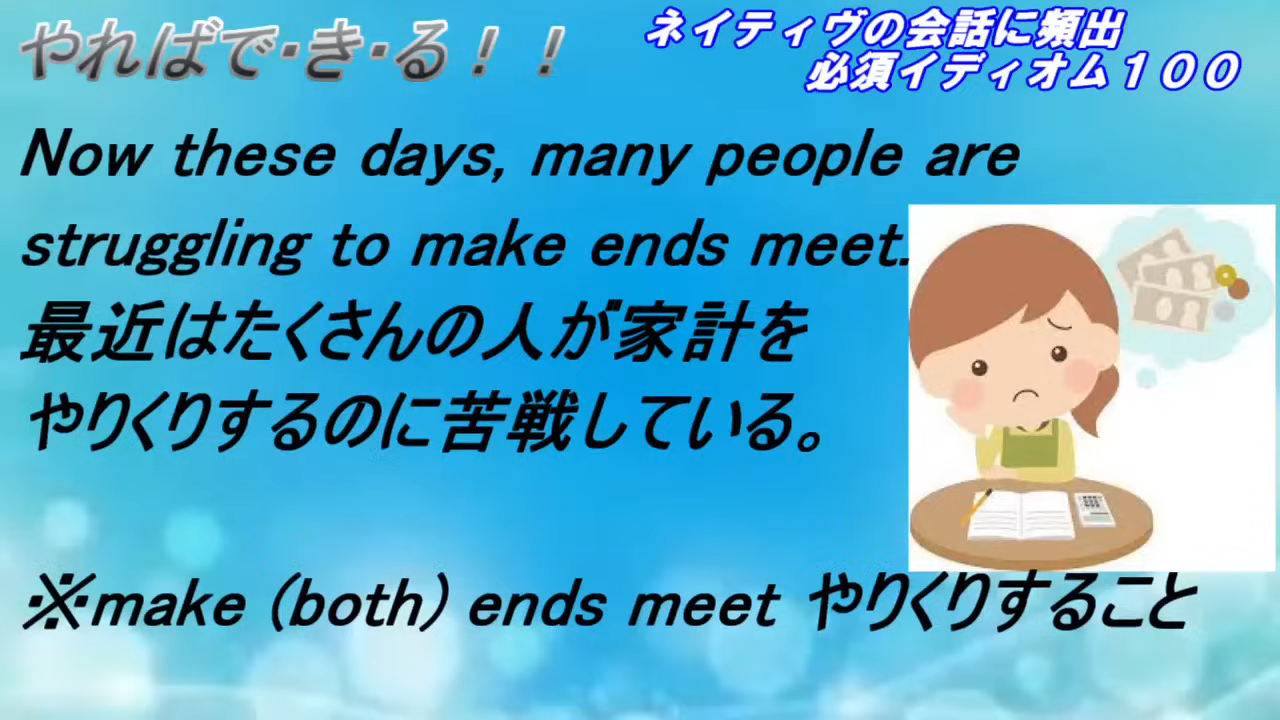 やればで・き・る！！
ネイティヴの会話に頻出
必須イディオム１００
Now these days, many people are
struggling to make ends meet.
最近はたくさんの人が家計を
やりくりするのに苦戦している。
※make (both) ends meet やりくりすること